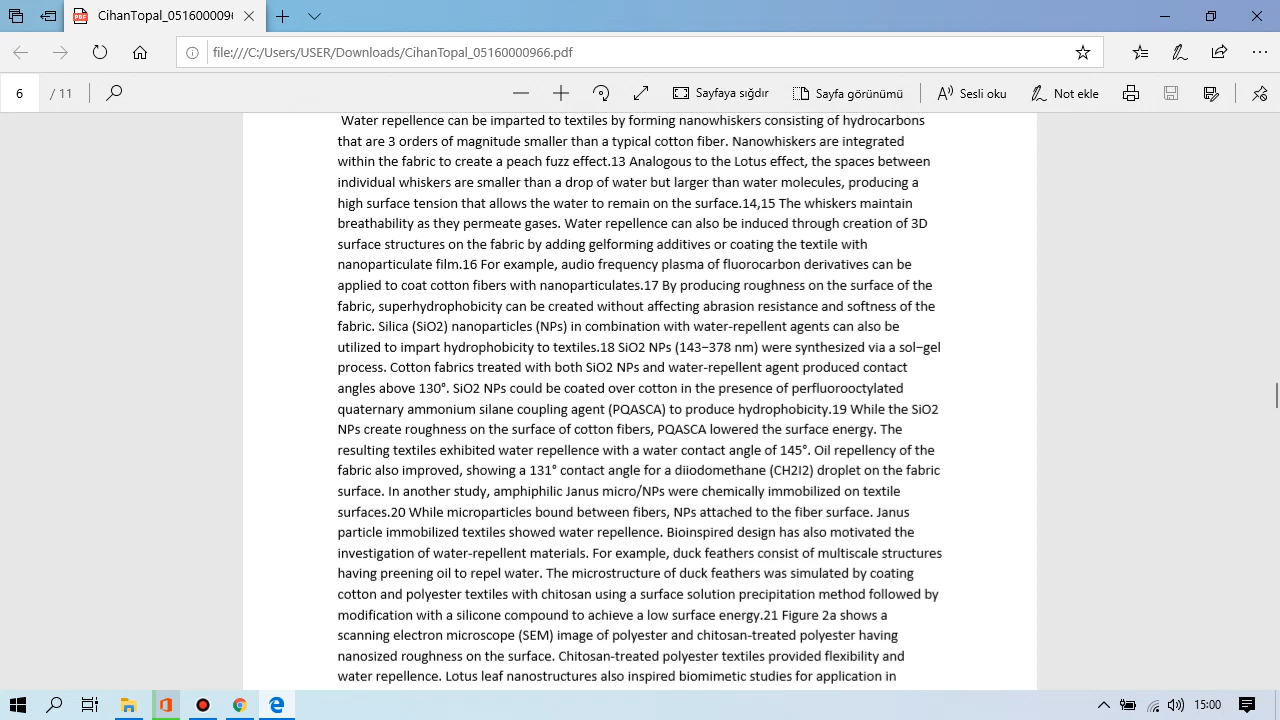 CihanTopal_0516000096
file:///C:/Users/USER/Downloads/CihanTopal_05160000966.pdf
6 / 11 Sayfaya sığdır Sayfa görünümü Sesli oku Not ekle
Water repellence can be imparted to textiles by forming nanowhiskers consisting of hydrocarbons
that are 3 orders of magnitude smaller than a typical cotton fiber. Nanowhiskers are integrated
within the fabric to create a peach fuzz effect.13 Analogous to the Lotus effect, the spaces between
individual whiskers are smaller than a drop of water but larger than water molecules, producing a
high surface tension that allows the water to remain on the surface.14,15 The whiskers maintain
breathability as they permeate gases. Water repellence can also be induced through creation of 3D
surface structures on the fabric by adding gelforming additives or coating the textile with
nanoparticulate film.16 For example, audio frequency plasma of fluorocarbon derivatives can be
applied to coat cotton fibers with nanoparticulates.17 By producing roughness on the surface of the
fabric, superhydrophobicity can be created without affecting abrasion resistance and softness of the
fabric. Silica (SiO2) nanoparticles (NPs) in combination with water-repellent agents can also be
utilized to impart hydrophobicity to textiles.18 SiO2 NPs (143−378 nm) were synthesized via a sol−gel
process. Cotton fabrics treated with both SiO2 NPs and water-repellent agent produced contact
angles above 130°. SiO2 NPs could be coated over cotton in the presence of perfluorooctylated
quaternary ammonium silane coupling agent (PQASCA) to produce hydrophobicity.19 While the SiO2
NPs create roughness on the surface of cotton fibers, PQASCA lowered the surface energy. The
resulting textiles exhibited water repellence with a water contact angle of 145°. Oil repellency of the
fabric also improved, showing a 131° contact angle for a diiodomethane (CH2I2) droplet on the fabric
surface. In another study, amphiphilic Janus micro/NPs were chemically immobilized on textile
surfaces.20 While microparticles bound between fibers, NPs attached to the fiber surface. Janus
particle immobilized textiles showed water repellence. Bioinspired design has also motivated the
investigation of water-repellent materials. For example, duck feathers consist of multiscale structures
having preening oil to repel water. The microstructure of duck feathers was simulated by coating
cotton and polyester textiles with chitosan using a surface solution precipitation method followed by
modification with a silicone compound to achieve a low surface energy.21 Figure 2a shows a
scanning electron microscope (SEM) image of polyester and chitosan-treated polyester having
nanosized roughness on the surface. Chitosan-treated polyester textiles provided flexibility and
water repellence. Lotus leaf nanostructures also inspired biomimetic studies for application in
15:00